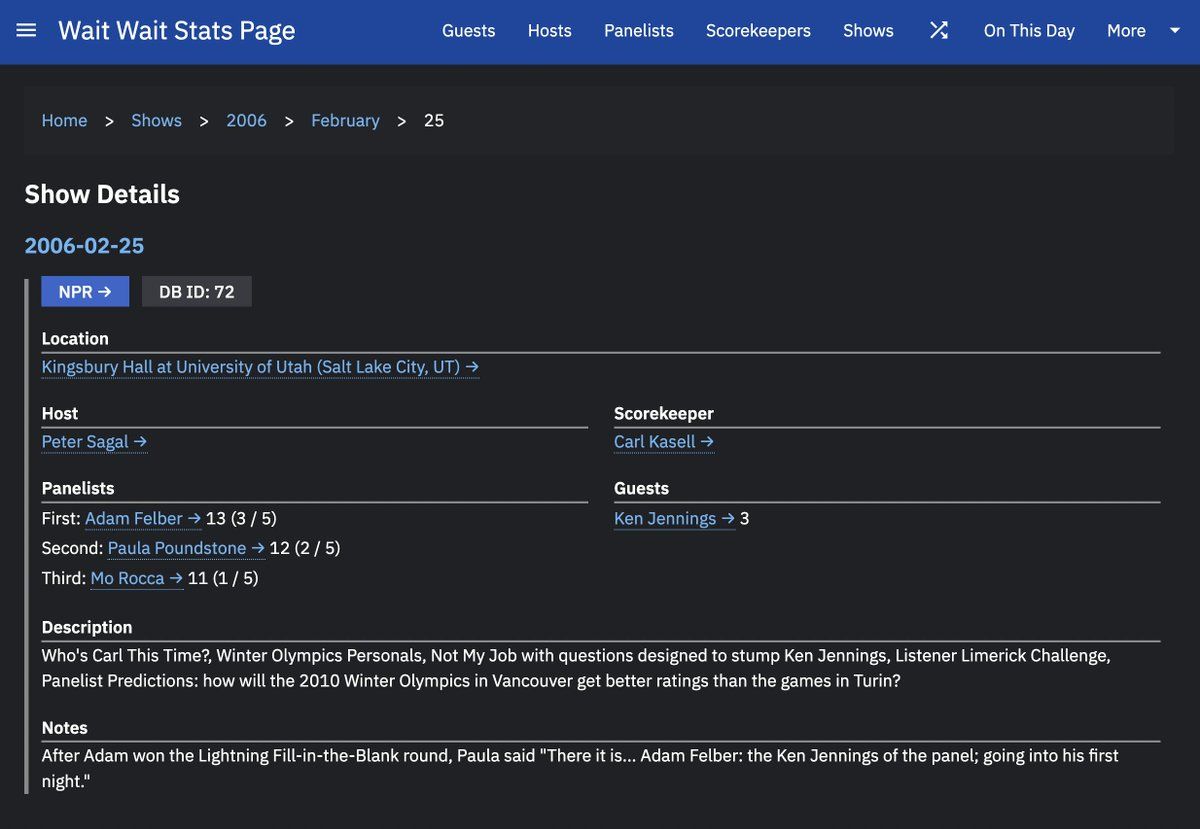 Wait Wait Stats Page
Guests Hosts Panelists Scorekeepers Shows On This Day More
Home > Shows > 2006 > February > 25
Show Details
2006-02-25
NPR → DB ID: 72
Location
Kingsbury Hall at University of Utah (Salt Lake City, UT) →
Host
Peter Sagal →
Scorekeeper
Carl Kasell →
Panelists
First: Adam Felber → 13 (3 / 5)
Second: Paula Poundstone → 12 (2 / 5)
Third: Mo Rocca → 11 (1 / 5)
Guests
Ken Jennings → 3
Description
Who's Carl This Time?, Winter Olympics Personals, Not My Job with questions designed to stump Ken Jennings, Listener Limerick Challenge,
Panelist Predictions: how will the 2010 Winter Olympics in Vancouver get better ratings than the games in Turin?
Notes
After Adam won the Lightning Fill-in-the-Blank round, Paula said "There it is... Adam Felber: the Ken Jennings of the panel; going into his first
night."